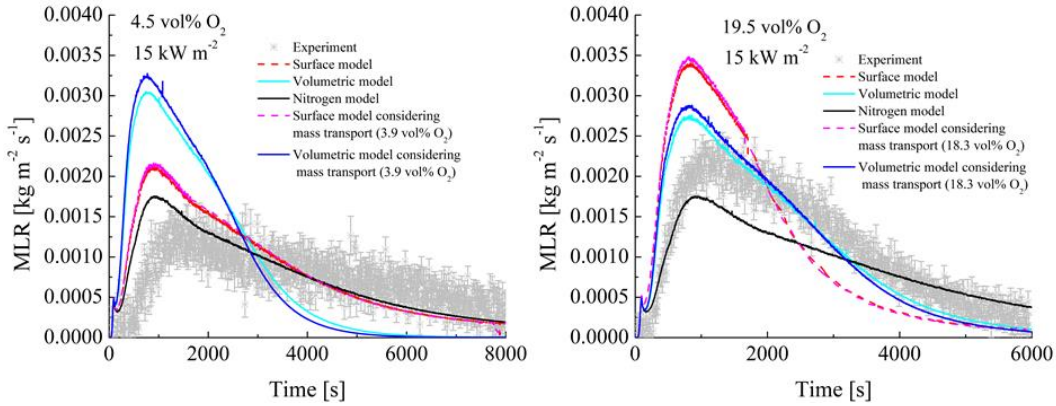 4.5 vol% O₂
15 kW m⁻²
Experiment
Surface model
Volumetric model
Nitrogen model
Surface model considering
mass transport (3.9 vol% O₂)
Volumetric model considering
mass transport (3.9 vol% O₂)
MLR [kg m⁻² s⁻¹]
0.0040
0.0035
0.0030
0.0025
0.0020
0.0015
0.0010
0.0005
0.0000
0 2000 4000 6000 8000
Time [s]
19.5 vol% O₂
15 kW m⁻²
Experiment
Surface model
Volumetric model
Nitrogen model
Surface model considering
mass transport (18.3 vol% O₂)
Volumetric model considering
mass transport (18.3 vol% O₂)
MLR [kg m⁻² s⁻¹]
0.0040
0.0035
0.0030
0.0025
0.0020
0.0015
0.0010
0.0005
0.0000
0 2000 4000 6000
Time [s]